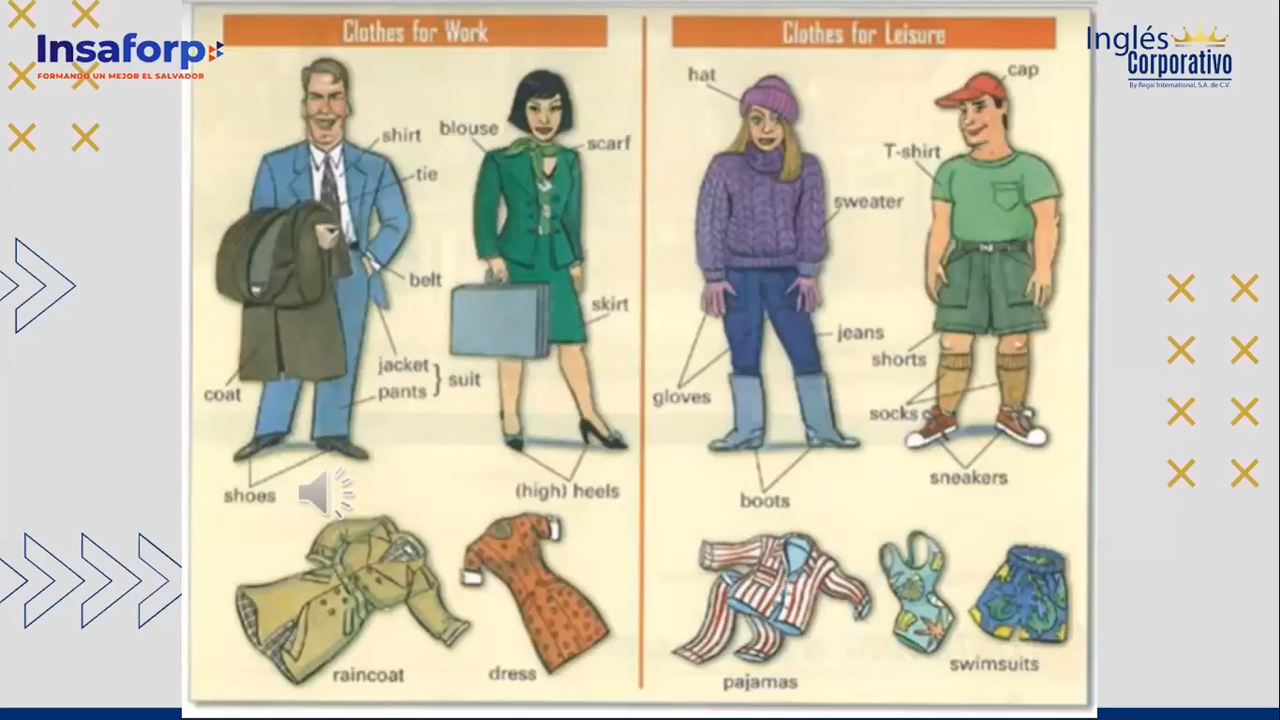 Insaforp
FORMANDO UN MEJOR EL SALVADOR
Inglés
Corporativo
By Regal International, S.A. de C.V.
Clothes for Work
shirt
tie
blouse
scarf
belt
skirt
jacket
pants
suit
coat
shoes
(high) heels
raincoat
dress
Clothes for Leisure
hat
cap
T-shirt
sweater
jeans
shorts
gloves
socks
sneakers
boots
pajamas
swimsuits